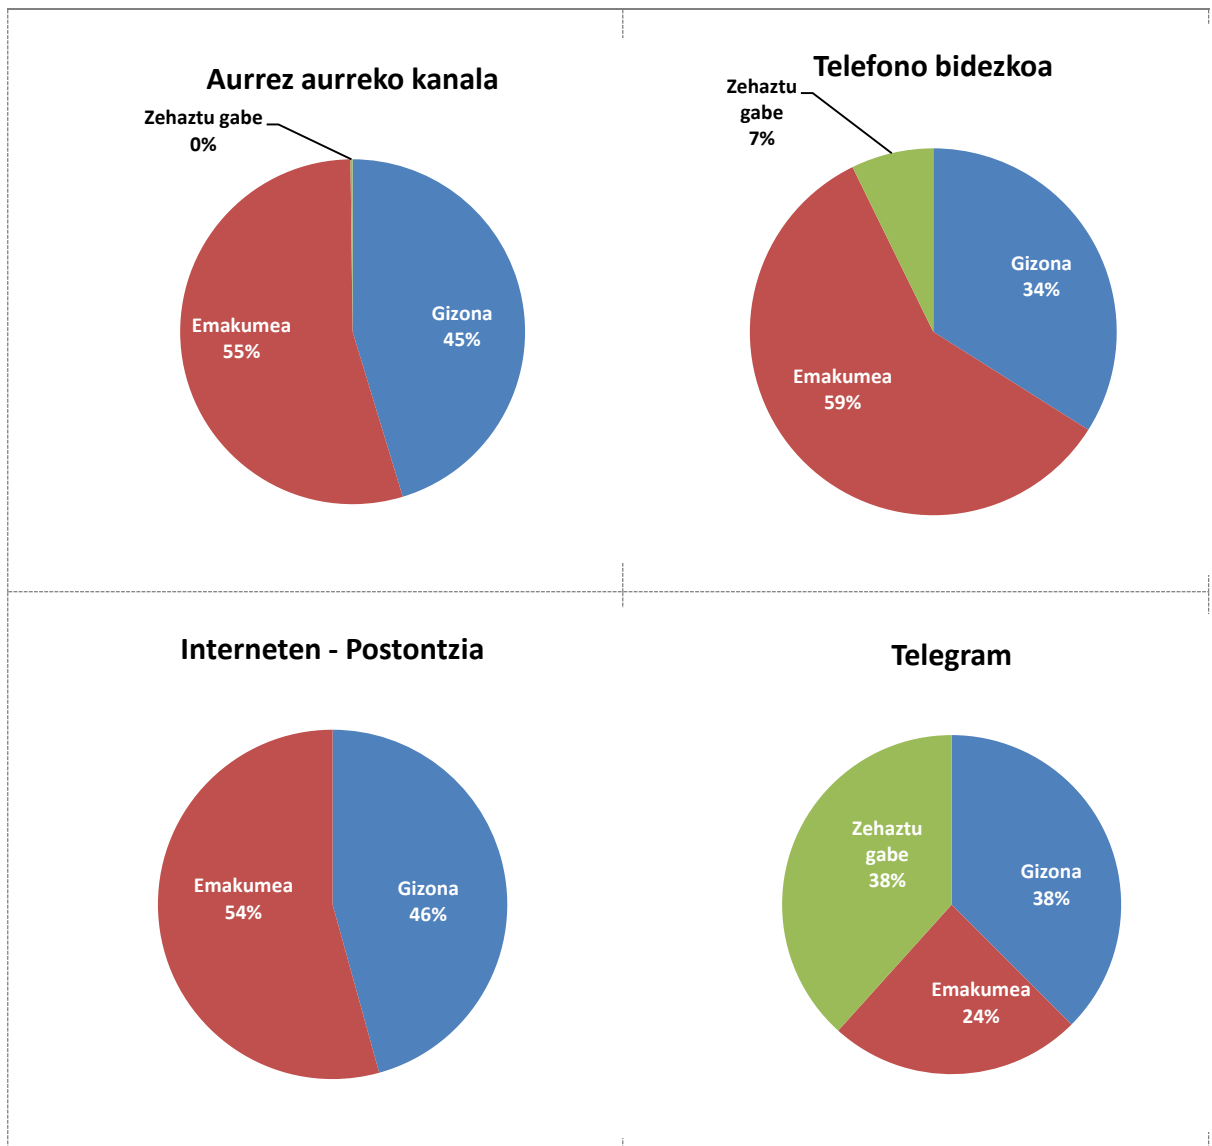 Aurrez aurreko kanala
Zehaztu gabe
0%
Gizona
45%
Emakumea
55%
Telefono bidezkoa
Zehaztu
gabe
7%
Gizona
34%
Emakumea
59%
Interneten - Postontzia
Emakumea
54%
Gizona
46%
Telegram
Zehaztu
gabe
38%
Gizona
38%
Emakumea
24%